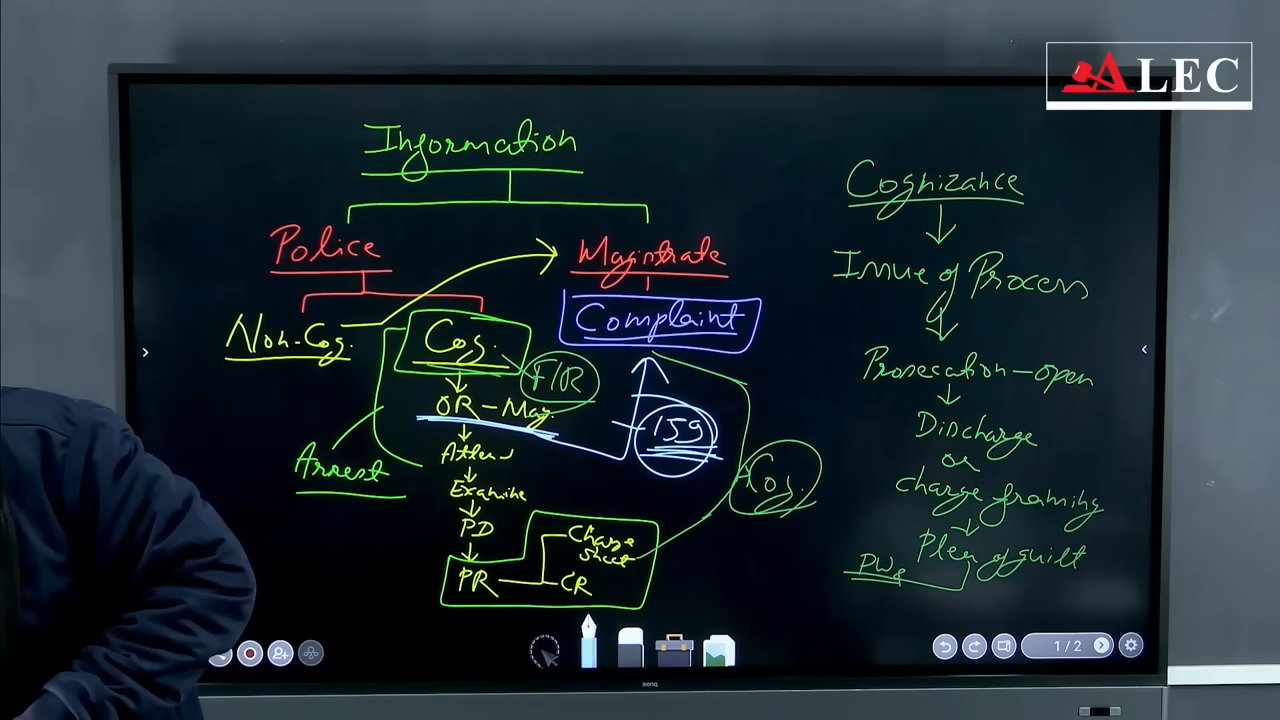 ALEC
Information
Police
Magistrate
Non-Cog.
Cog.
Complaint
FIR
OR - Mag.
159
Arrest
Atten
Examine
Cog.
PD
PR
Charge
Sheet
CR
Cognizance
Issue of Process
Prosecution - open
Discharge
or
charge framing
Plea of guilt
PWs
1 / 2
BenQ